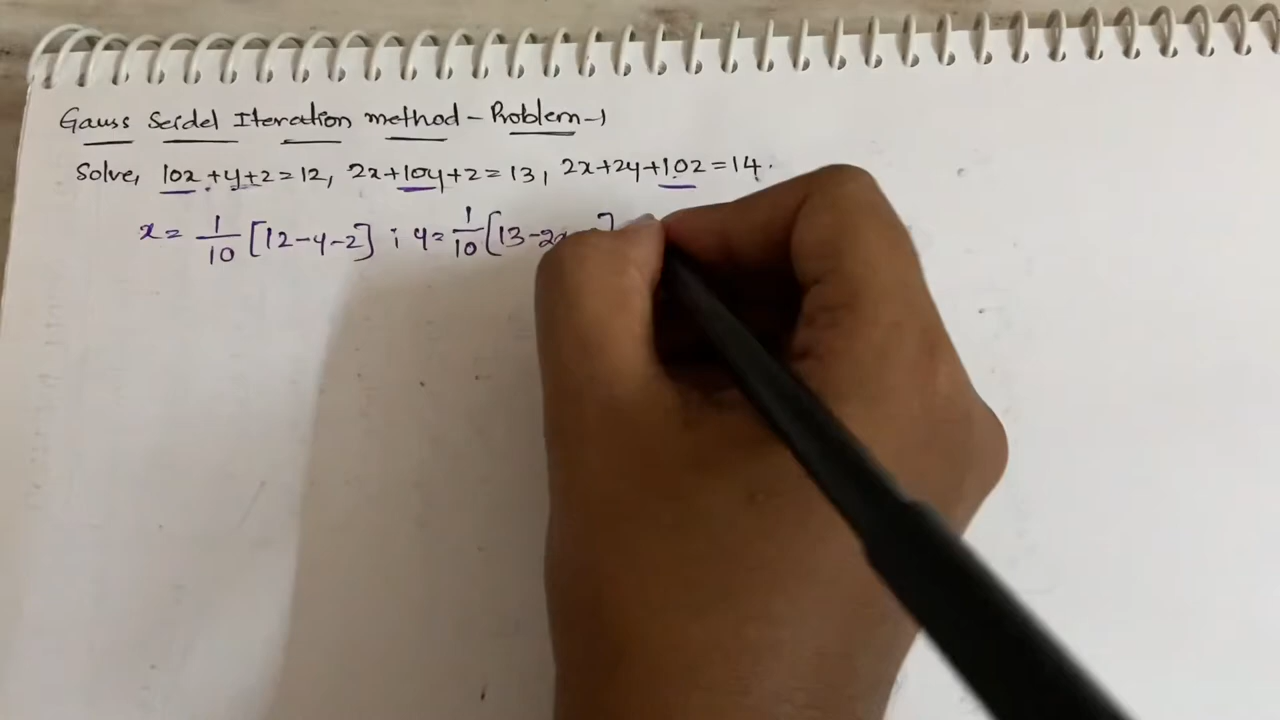 Gauss Seidel Iteration method - Problem-1
Solve, 10x+y+z=12, 2x+10y+z=13, 2x+2y+10z=14.
x = 1/10 [12-y-z] ; y = 1/10 [13-2x